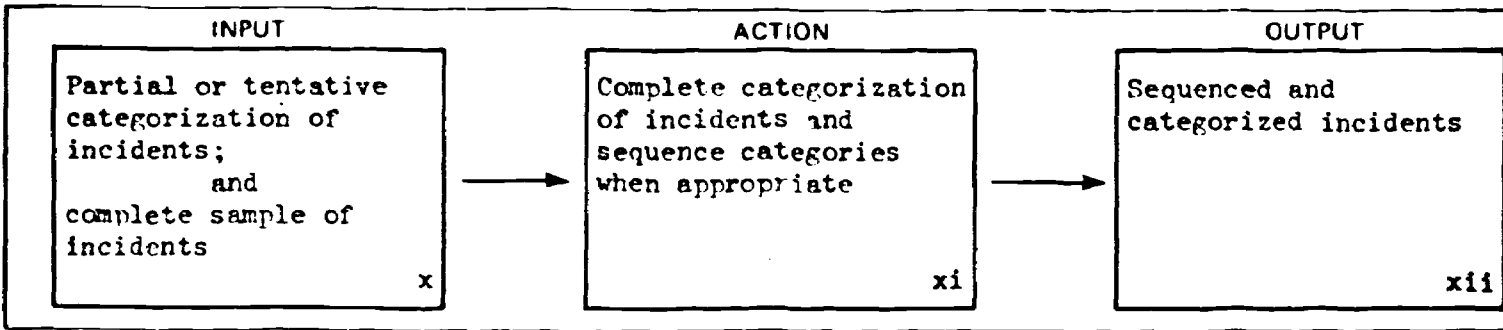 INPUT
Partial or tentative
categorization of
incidents;
and
complete sample of
incidents
x
ACTION
Complete categorization
of incidents and
sequence categories
when appropriate
xi
OUTPUT
Sequenced and
categorized incidents
xii